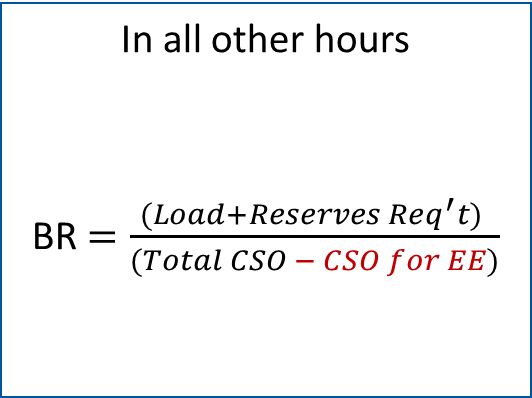 In all other hours
BR = (Load+Reserves Req't)
(Total CSO − CSO for EE)